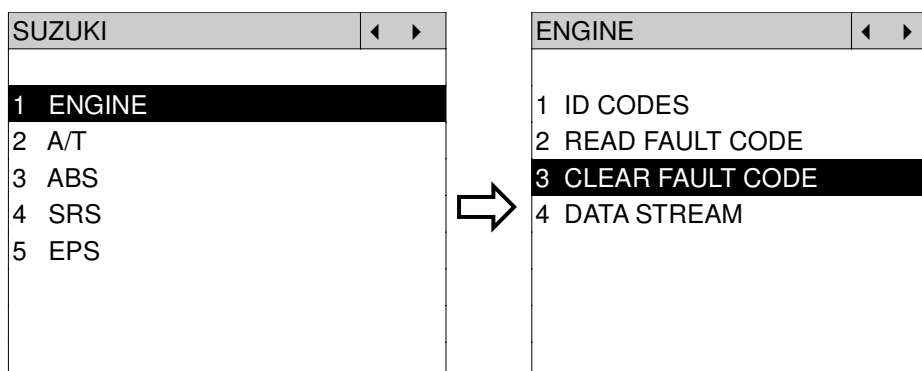 SUZUKI
1 ENGINE
2 A/T
3 ABS
4 SRS
5 EPS
ENGINE
1 ID CODES
2 READ FAULT CODE
3 CLEAR FAULT CODE
4 DATA STREAM